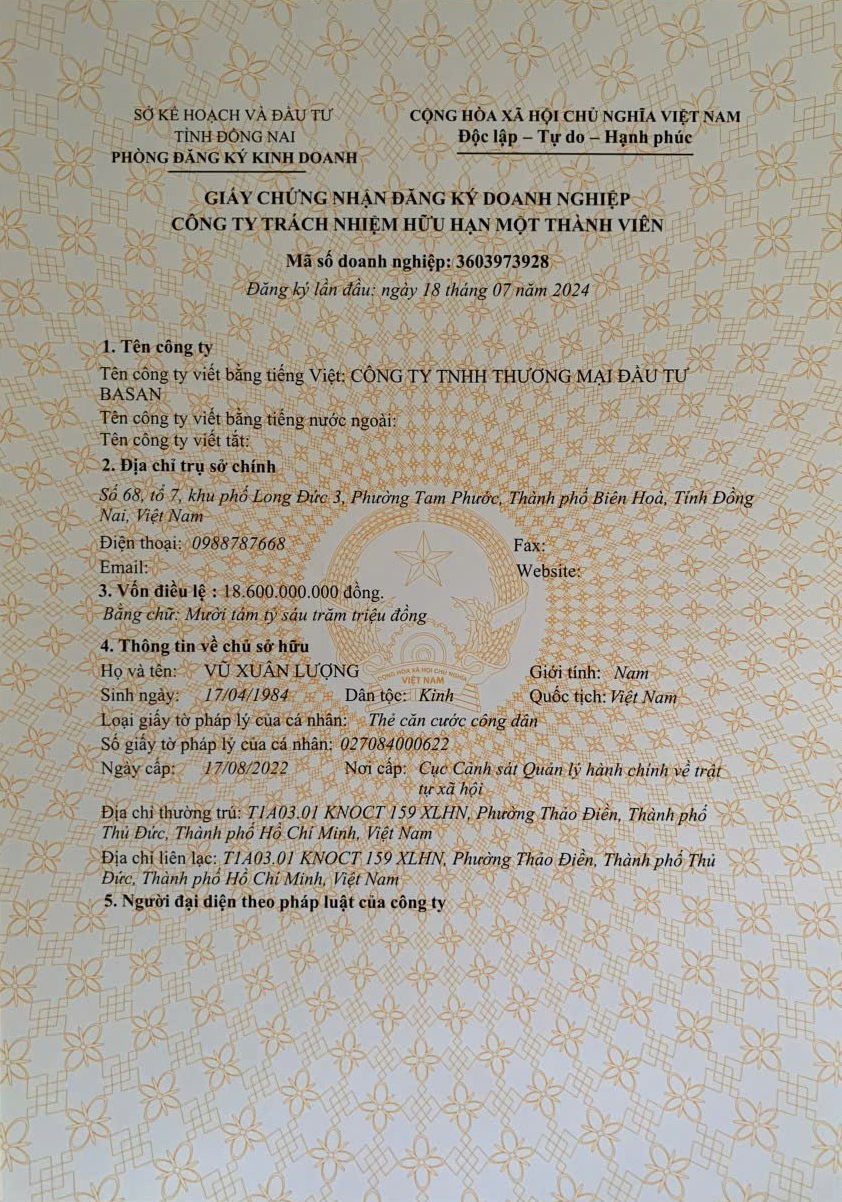 SỞ KẾ HOẠCH VÀ ĐẦU TƯ
TỈNH ĐỒNG NAI
PHÒNG ĐĂNG KÝ KINH DOANH
CỘNG HÒA XÃ HỘI CHỦ NGHĨA VIỆT NAM
Độc lập – Tự do – Hạnh phúc
GIẤY CHỨNG NHẬN ĐĂNG KÝ DOANH NGHIỆP
CÔNG TY TRÁCH NHIỆM HỮU HẠN MỘT THÀNH VIÊN
Mã số doanh nghiệp: 3603973928
Đăng ký lần đầu: ngày 18 tháng 07 năm 2024
1. Tên công ty
Tên công ty viết bằng tiếng Việt: CÔNG TY TNHH THƯƠNG MẠI ĐẦU TƯ
BASAN
Tên công ty viết bằng tiếng nước ngoài:
Tên công ty viết tắt:
2. Địa chỉ trụ sở chính
Số 68, tổ 7, khu phố Long Đức 3, Phường Tam Phước, Thành phố Biên Hoà, Tỉnh Đồng
Nai, Việt Nam
Điện thoại: 0988787668 Fax:
Email: Website:
3. Vốn điều lệ : 18.600.000.000 đồng.
Bằng chữ: Mười tám tỷ sáu trăm triệu đồng
4. Thông tin về chủ sở hữu
Họ và tên: VŨ XUÂN LƯỢNG Giới tính: Nam
Sinh ngày: 17/04/1984 Dân tộc: Kinh Quốc tịch: Việt Nam
Loại giấy tờ pháp lý của cá nhân: Thẻ căn cước công dân
Số giấy tờ pháp lý của cá nhân: 027084000622
Ngày cấp: 17/08/2022 Nơi cấp: Cục Cảnh sát Quản lý hành chính về trật
tự xã hội
Địa chỉ thường trú: T1A03.01 KNOCT 159 XLHN, Phường Thảo Điền, Thành phố
Thủ Đức, Thành phố Hồ Chí Minh, Việt Nam
Địa chỉ liên lạc: T1A03.01 KNOCT 159 XLHN, Phường Thảo Điền, Thành phố Thủ
Đức, Thành phố Hồ Chí Minh, Việt Nam
5. Người đại diện theo pháp luật của công ty
CỘNG HÒA XÃ HỘI CHỦ NGHĨA
VIỆT NAM